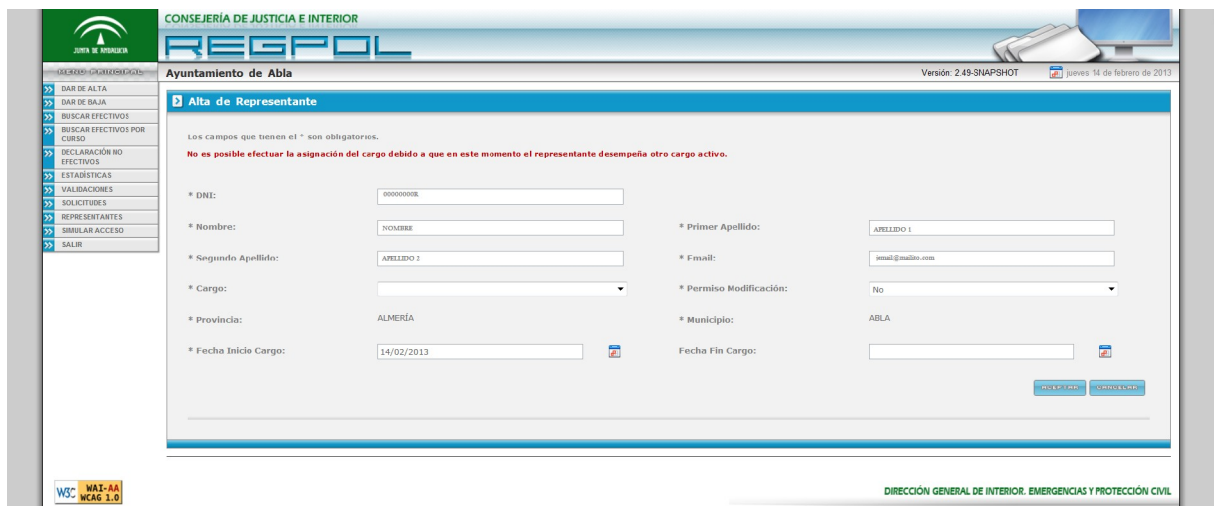 CONSEJERÍA DE JUSTICIA E INTERIOR
JUNTA DE ANDALUCIA
REGPOL
MENÚ PRINCIPAL
Ayuntamiento de Abla
Versión: 2.49-SNAPSHOT
jueves 14 de febrero de 2013
DAR DE ALTA
DAR DE BAJA
BUSCAR EFECTIVOS
BUSCAR EFECTIVOS POR
CURSO
DECLARACIÓN NO
EFECTIVOS
ESTADÍSTICAS
VALIDACIONES
SOLICITUDES
REPRESENTANTES
SIMULAR ACCESO
SALIR
Alta de Representante
Los campos que tienen el * son obligatorios.
No es posible efectuar la asignación del cargo debido a que en este momento el representante desempeña otro cargo activo.
* DNI: 00000000R
* Nombre: NOMBRE * Primer Apellido: APELLIDO 1
* Segundo Apellido: APELLIDO 2 * Email: jemail@mailito.com
* Cargo: * Permiso Modificación: No
* Provincia: ALMERÍA * Municipio: ABLA
* Fecha Inicio Cargo: 14/02/2013 Fecha Fin Cargo:
ACEPTAR CANCELAR
W3C WAI-AA
WCAG 1.0
DIRECCIÓN GENERAL DE INTERIOR. EMERGENCIAS Y PROTECCIÓN CIVIL